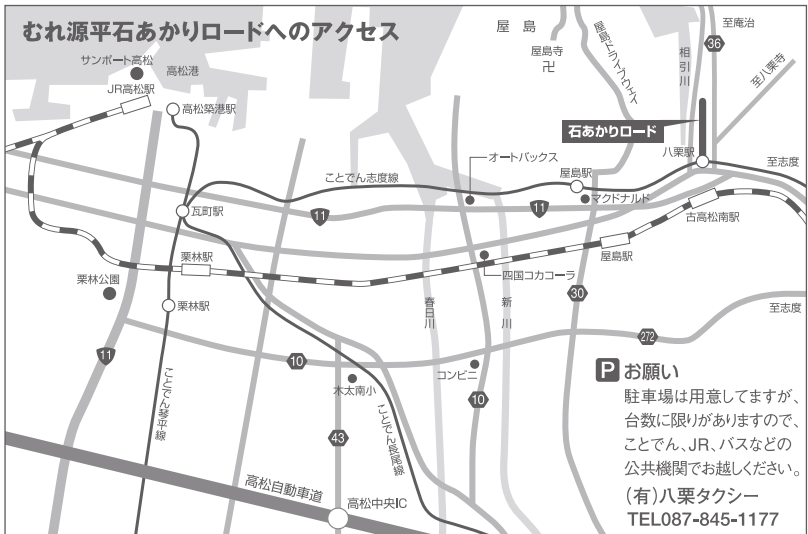 むれ源平石あかりロードへのアクセス
サンポート高松
高松港
JR高松駅
高松築港駅
屋島
屋島寺
卍
屋島ドライブウェイ
相引川
36
至庵治
至八栗寺
石あかりロード
八栗駅
至志度
オートバックス
屋島駅
マクドナルド
ことでん志度線
瓦町駅
11
11
古高松南駅
屋島駅
栗林駅
四国コカコーラ
栗林公園
栗林駅
春日川
新川
30
至志度
272
11
10
木太南小
コンビニ
10
ことでん琴平線
ことでん長尾線
43
高松自動車道
高松中央IC
P お願い
駐車場は用意してますが、
台数に限りがありますので、
ことでん、JR、バスなどの
公共機関でお越しください。
(有)八栗タクシー
TEL087-845-1177